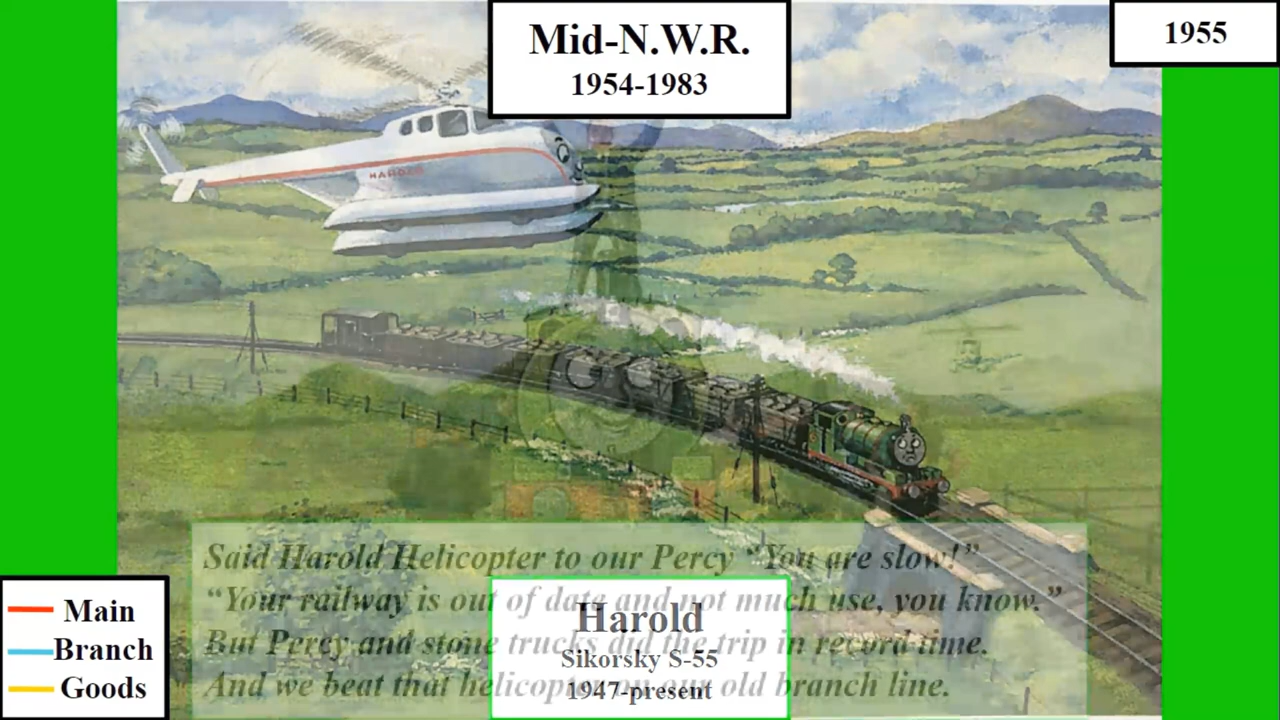 Mid-N.W.R.
1954-1983
1955
HAROLD
Said Harold Helicopter to our Percy “You are slow!”
“Your railway is out of date and not much use, you know.”
But Percy and stone trucks did the trip in record time.
And we beat that helicopter on our old branch line.
Harold
Sikorsky S-55
1947-present
Main
Branch
Goods